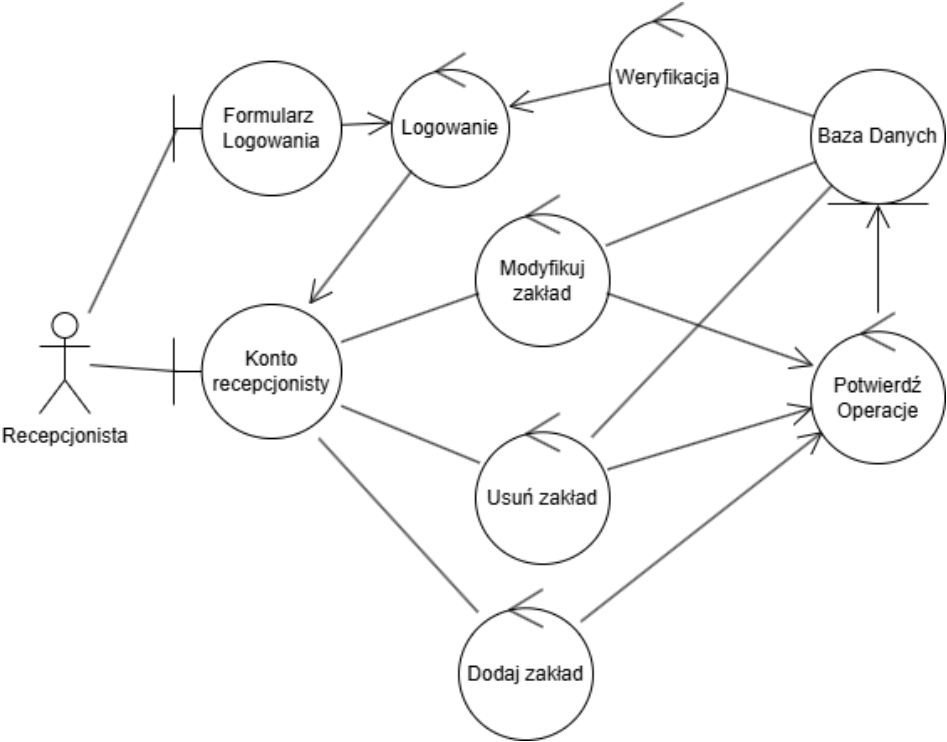 Weryfikacja
Formularz
Logowania
Logowanie
Baza Danych
Modyfikuj
zakład
Konto
recepcjonisty
Potwierdź
Operacje
Recepcjonista
Usuń zakład
Dodaj zakład